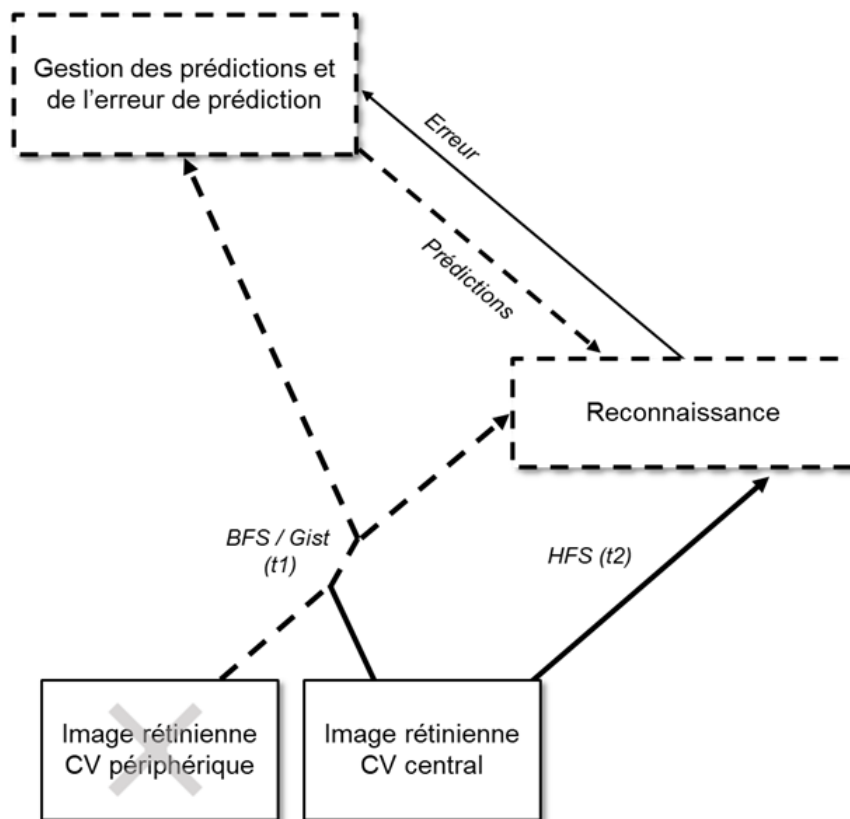 Gestion des prédictions et
de l'erreur de prédiction
Erreur
Prédictions
Reconnaissance
BFS / Gist
(t1)
HFS (t2)
Image rétinienne
CV périphérique
Image rétinienne
CV central